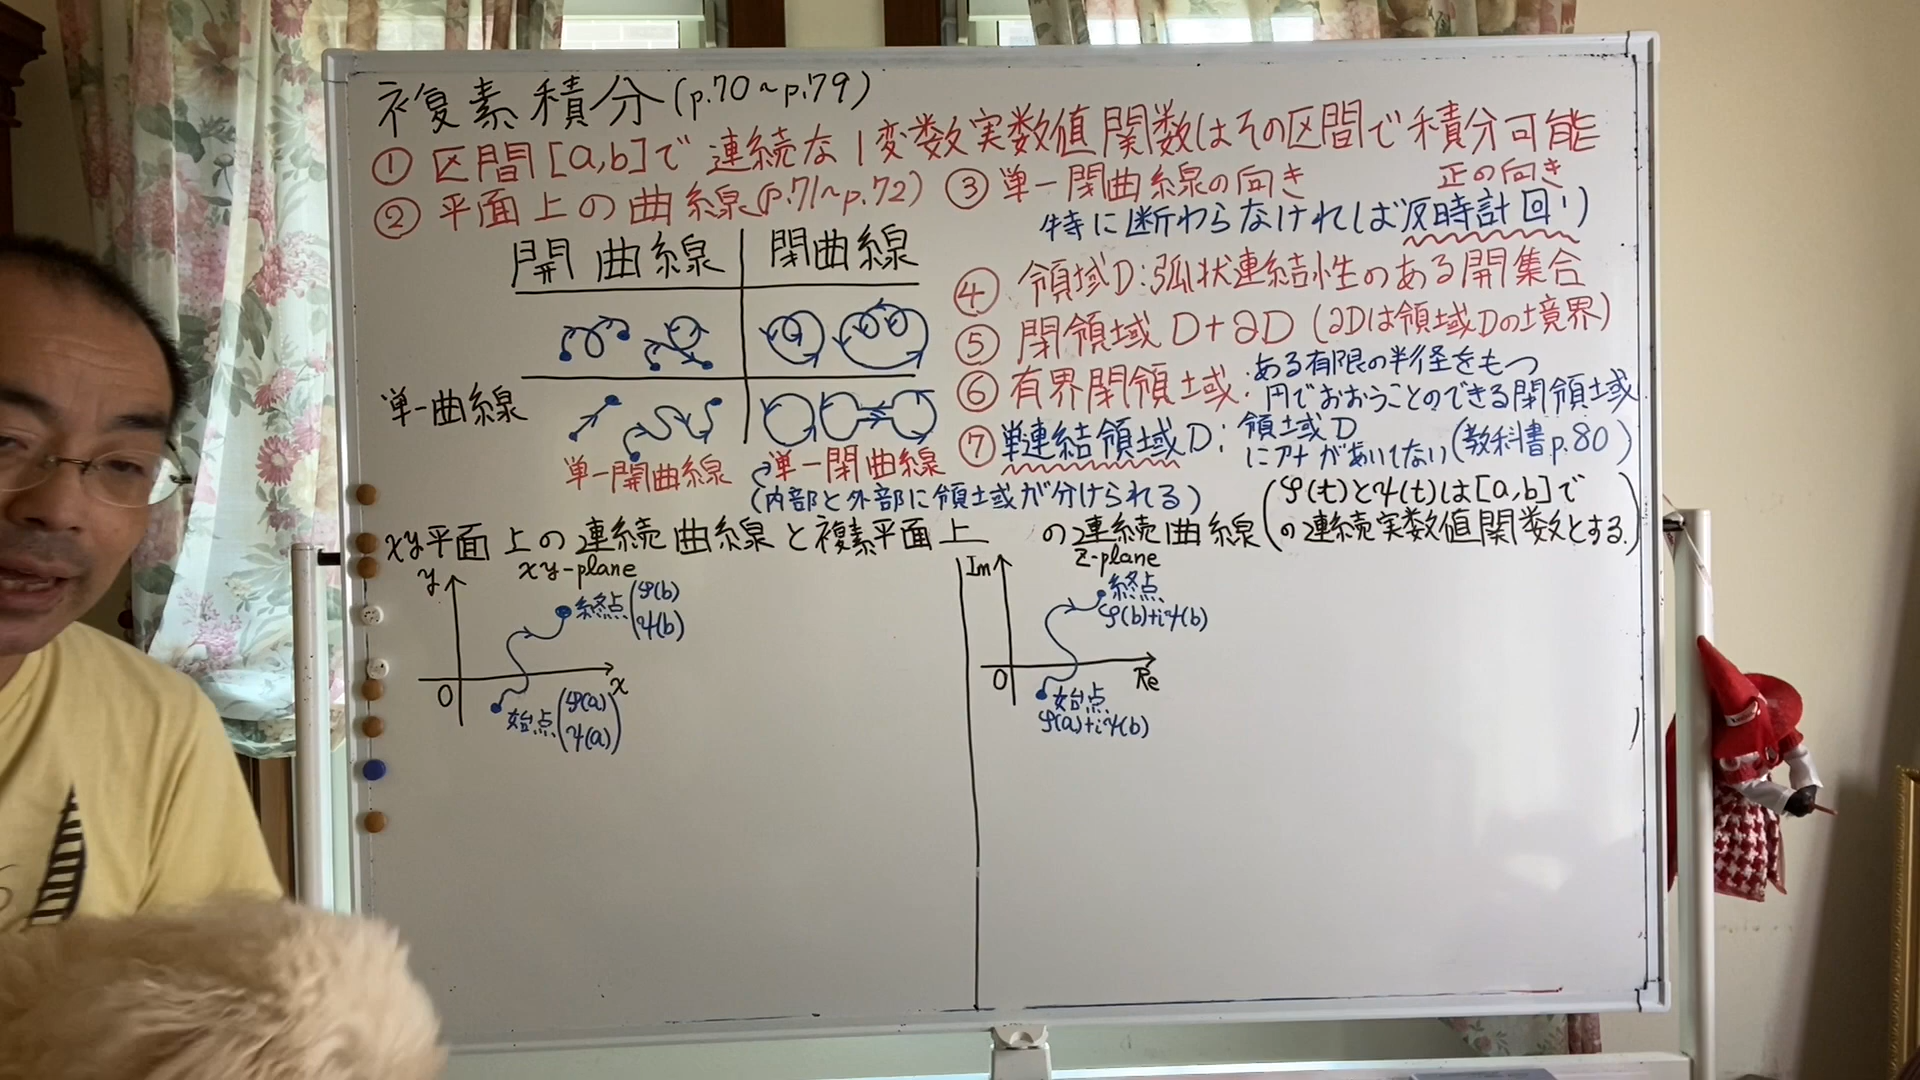 複素積分(p.70~p.79)
① 区間[a,b]で連続な1変数実数値関数はその区間で積分可能
② 平面上の曲線(p.71~p.72)
開曲線 閉曲線
単一曲線
単一開曲線 単一閉曲線
(内部と外部に領域が分けられる)
③ 単一閉曲線の向き 正の向き
特に断わらなければ反時計回り
④ 領域D:弧状連結性のある開集合
⑤ 閉領域 D+∂D (∂Dは領域Dの境界)
⑥ 有界閉領域・ある有限の半径をもつ
円でおおうことのできる閉領域
⑦ 単連結領域D: 領域D
にアナがあいてない(教科書p.80)
xy平面上の連続曲線と複素平面上 の連続曲線(φ(t)とψ(t)は[a,b]で
の連続実数値関数とする.)
xy-plane
y
終点(φ(b)
ψ(b)
O
x
始点(φ(a)
ψ(a))
z-plane
Im
終点
φ(b)+iψ(b)
O
Re
始点
φ(a)+iψ(b)